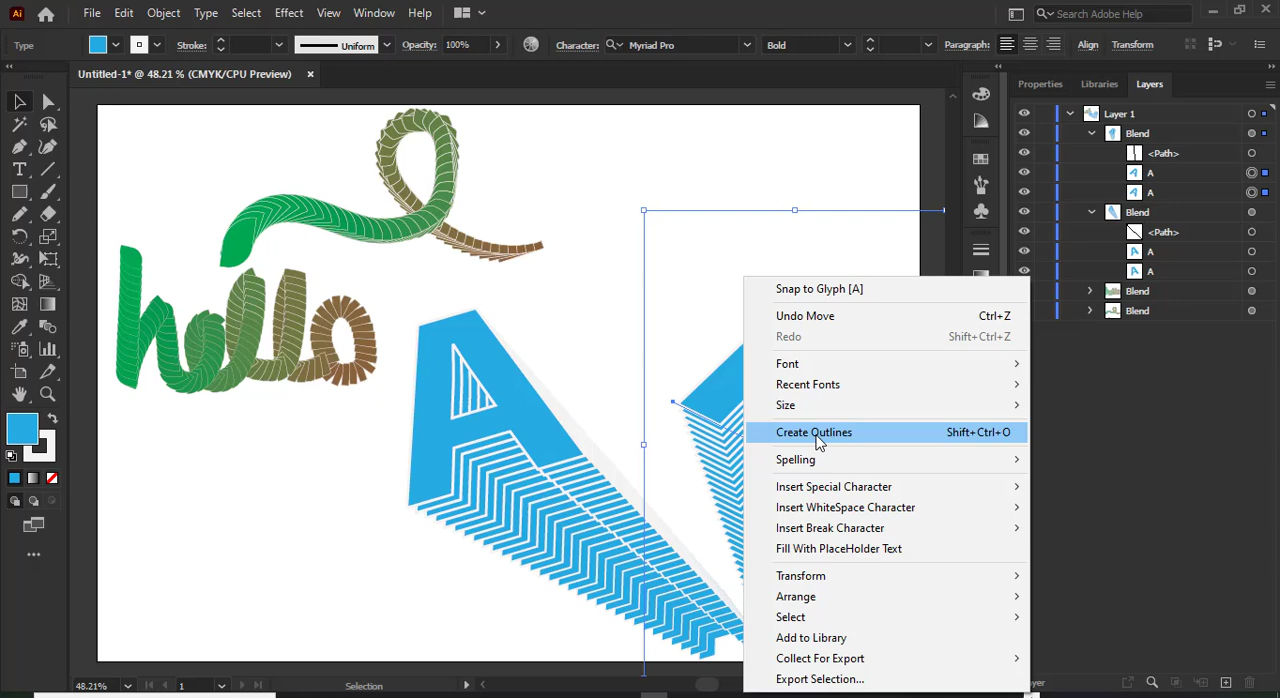 Ai File Edit Object Type Select Effect View Window Help Search Adobe Help
Type Stroke: Uniform Opacity: 100% Character: Myriad Pro Bold Paragraph: Align Transform
Untitled-1* @ 48.21 % (CMYK/CPU Preview)
Properties Libraries Layers
Layer 1
Blend
<Path>
A
A
Blend
<Path>
A
A
Blend
Blend
hello
A
Snap to Glyph [A]
Undo Move Ctrl+Z
Redo Shift+Ctrl+Z
Font
Recent Fonts
Size
Create Outlines Shift+Ctrl+O
Spelling
Insert Special Character
Insert WhiteSpace Character
Insert Break Character
Fill With PlaceHolder Text
Transform
Arrange
Select
Add to Library
Collect For Export
Export Selection...
48.21% 1 Selection